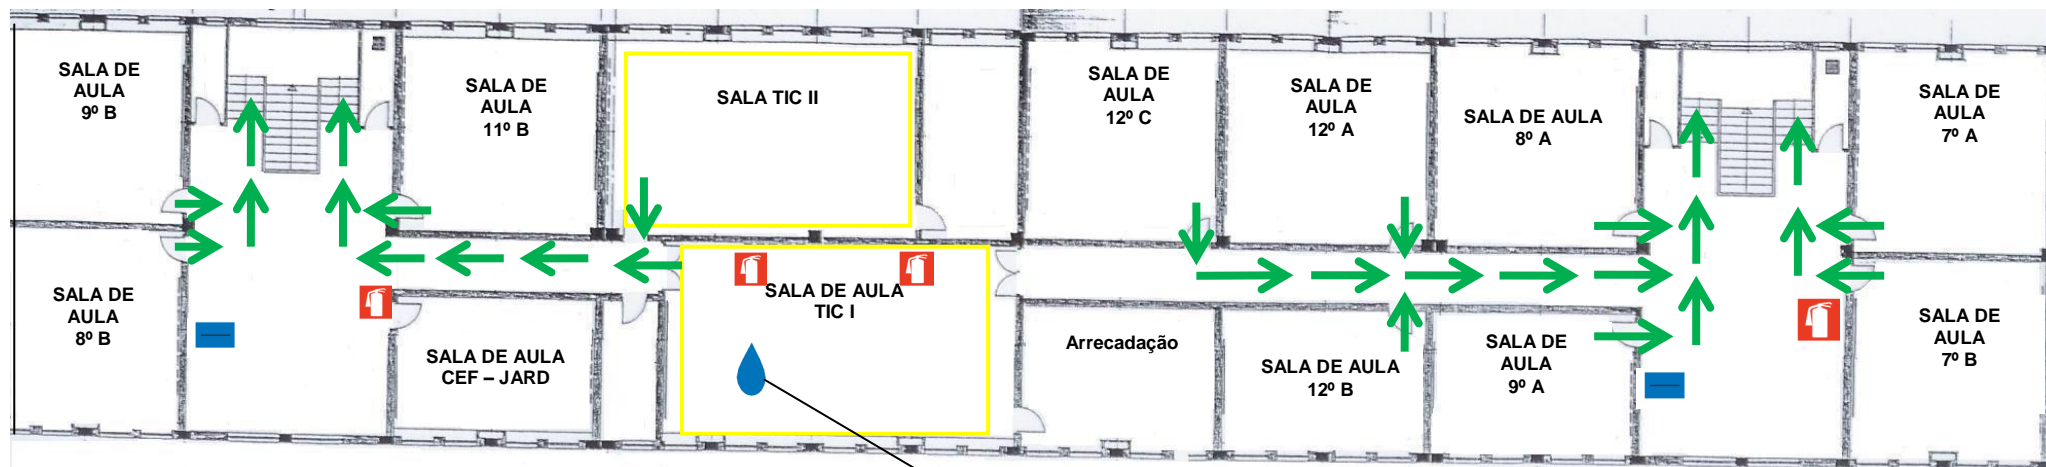 SALA DE
AULA
9º B
SALA DE
AULA
11º B
SALA TIC II
SALA DE
AULA
12º C
SALA DE
AULA
12º A
SALA DE AULA
8º A
SALA DE
AULA
7º A
SALA DE
AULA
8º B
SALA DE AULA
CEF – JARD
SALA DE AULA
TIC I
Arrecadação
SALA DE AULA
12º B
SALA DE
AULA
9º A
SALA DE
AULA
7º B